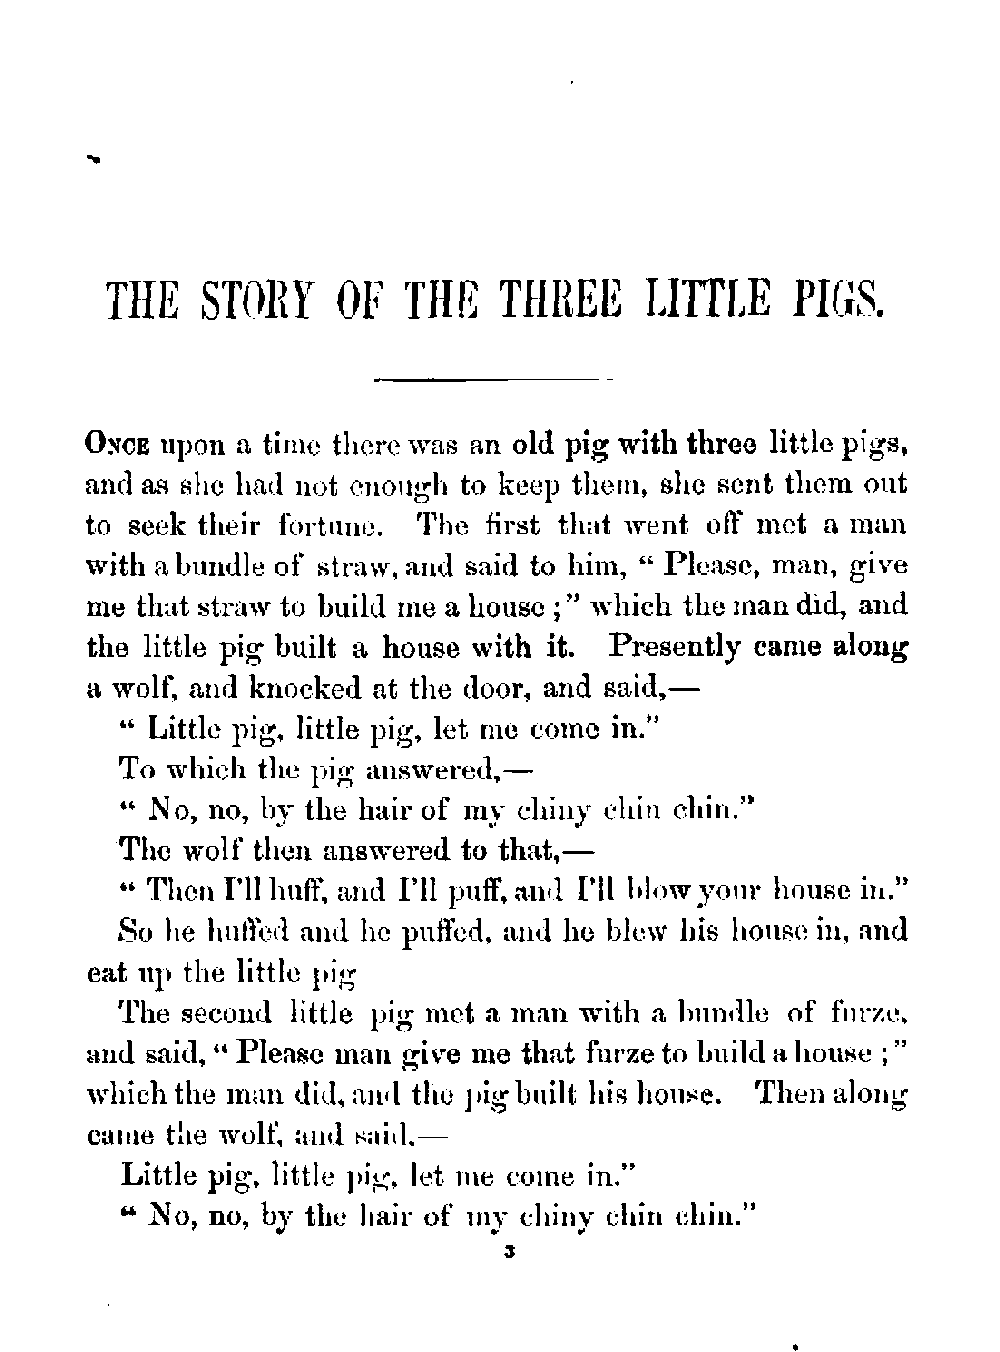 THE STORY OF THE THREE LITTLE PIGS.
ONCE upon a time there was an old pig with three little pigs,
and as she had not enough to keep them, she sent them out
to seek their fortune. The first that went off met a man
with a bundle of straw, and said to him, “ Please, man, give
me that straw to build me a house ;” which the man did, and
the little pig built a house with it. Presently came along
a wolf, and knocked at the door, and said,—
“ Little pig, little pig, let me come in.”
To which the pig answered,—
“ No, no, by the hair of my chiny chin chin.”
The wolf then answered to that,—
“ Then I’ll huff, and I’ll puff, and I’ll blow your house in.”
So he huffed and he puffed, and he blew his house in, and
eat up the little pig
The second little pig met a man with a bundle of furze,
and said, “ Please man give me that furze to build a house ;”
which the man did, and the pig built his house. Then along
came the wolf, and said,—
Little pig, little pig, let me come in.”
“ No, no, by the hair of my chiny chin chin.”
3